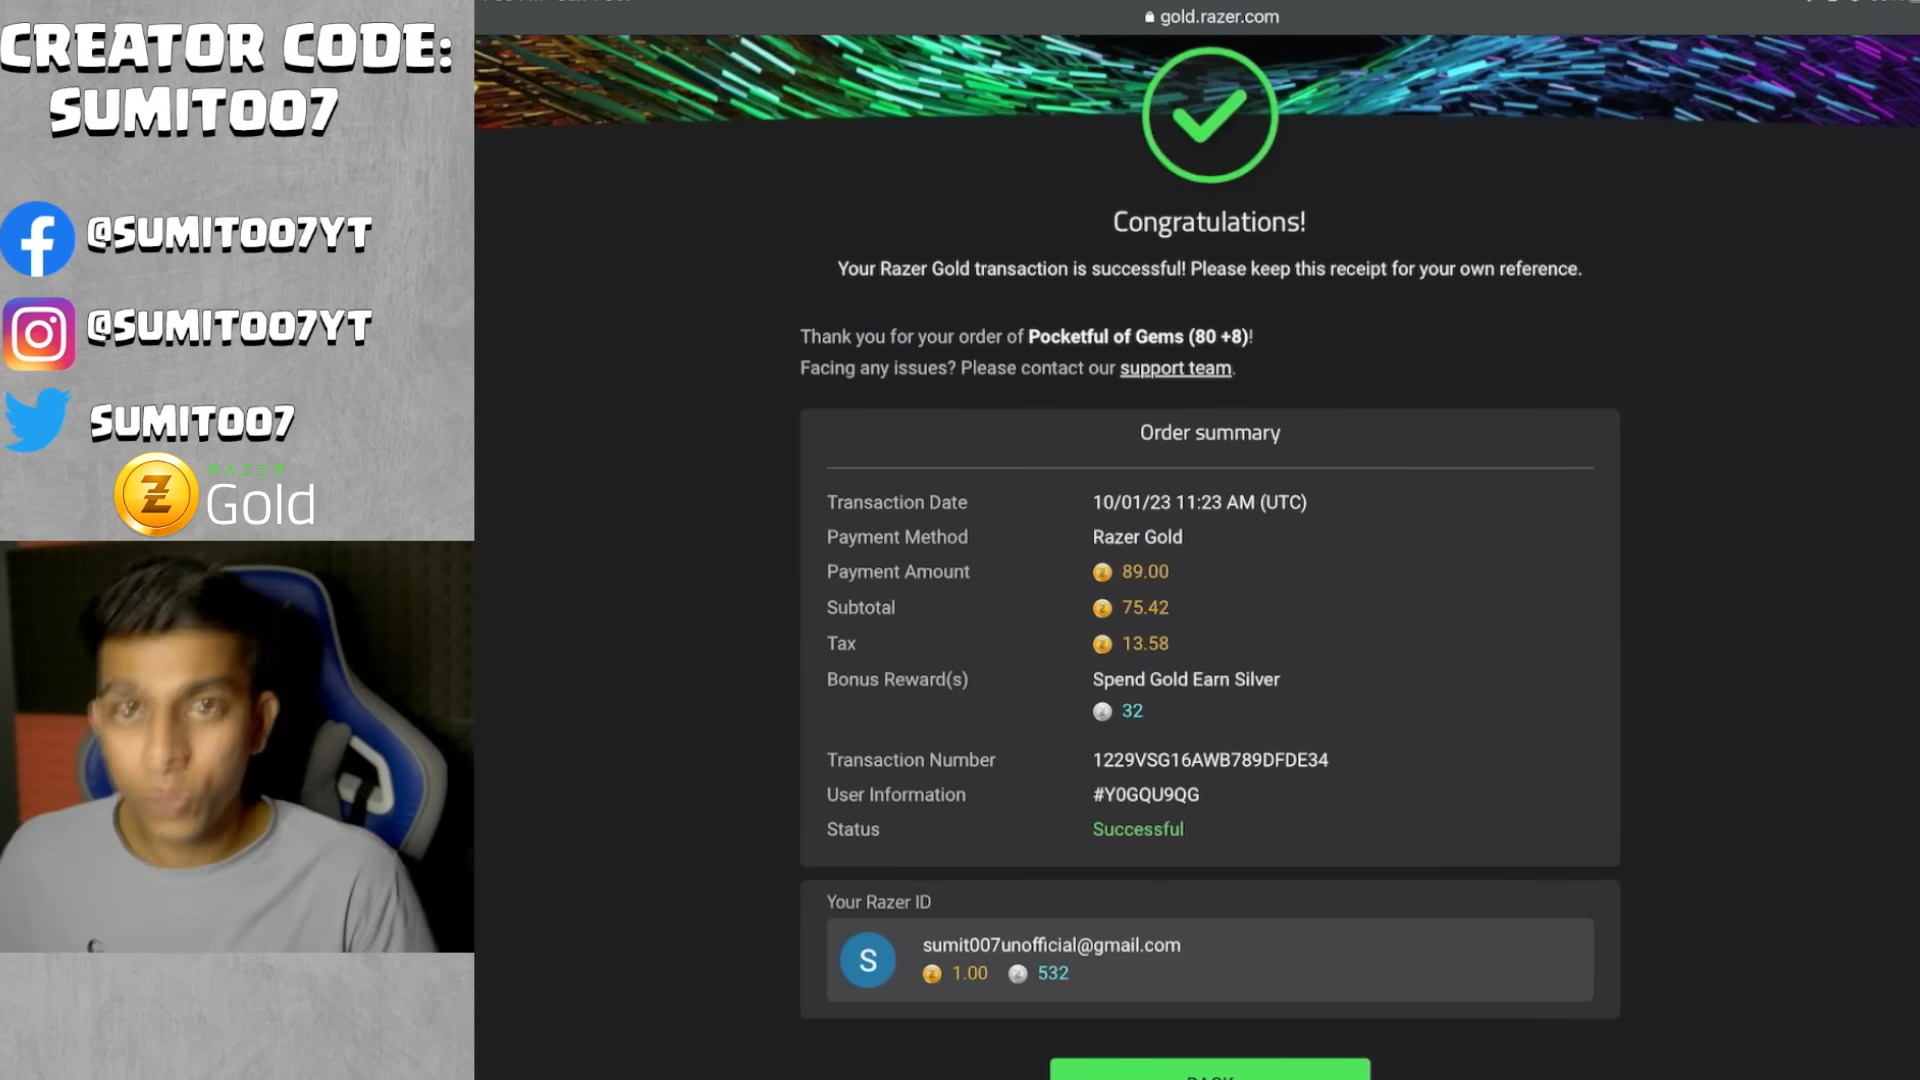 CREATOR CODE:
SUMIT007
@SUMIT007YT
@SUMIT007YT
SUMIT007
RAZER
Gold
gold.razer.com
Congratulations!
Your Razer Gold transaction is successful! Please keep this receipt for your own reference.
Thank you for your order of Pocketful of Gems (80 +8)!
Facing any issues? Please contact our support team.
Order summary
Transaction Date 10/01/23 11:23 AM (UTC)
Payment Method Razer Gold
Payment Amount 89.00
Subtotal 75.42
Tax 13.58
Bonus Reward(s) Spend Gold Earn Silver
32
Transaction Number 1229VSG16AWB789DFDE34
User Information #Y0GQU9QG
Status Successful
Your Razer ID
S
sumit007unofficial@gmail.com
1.00 532